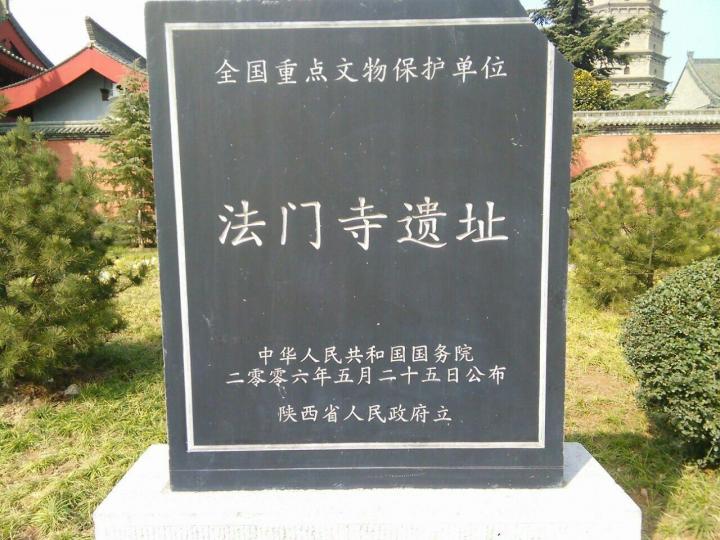 全国重点文物保护单位
法门寺遗址
中华人民共和国国务院
二零零六年五月二十五日公布
陕西省人民政府立